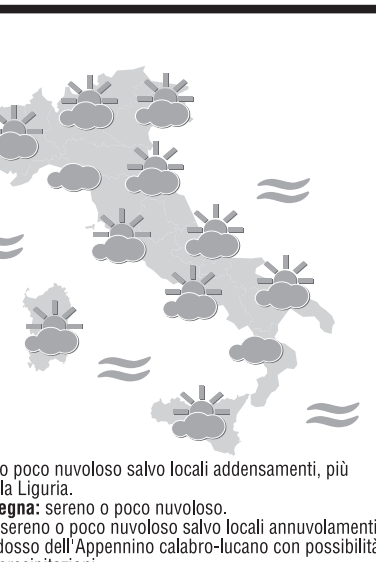 o poco nuvoloso salvo locali addensamenti, più
la Liguria.
egna: sereno o poco nuvoloso.
sereno o poco nuvoloso salvo locali annuvolamenti
dosso dell'Appennino calabro-lucano con possibilità
precipitazioni